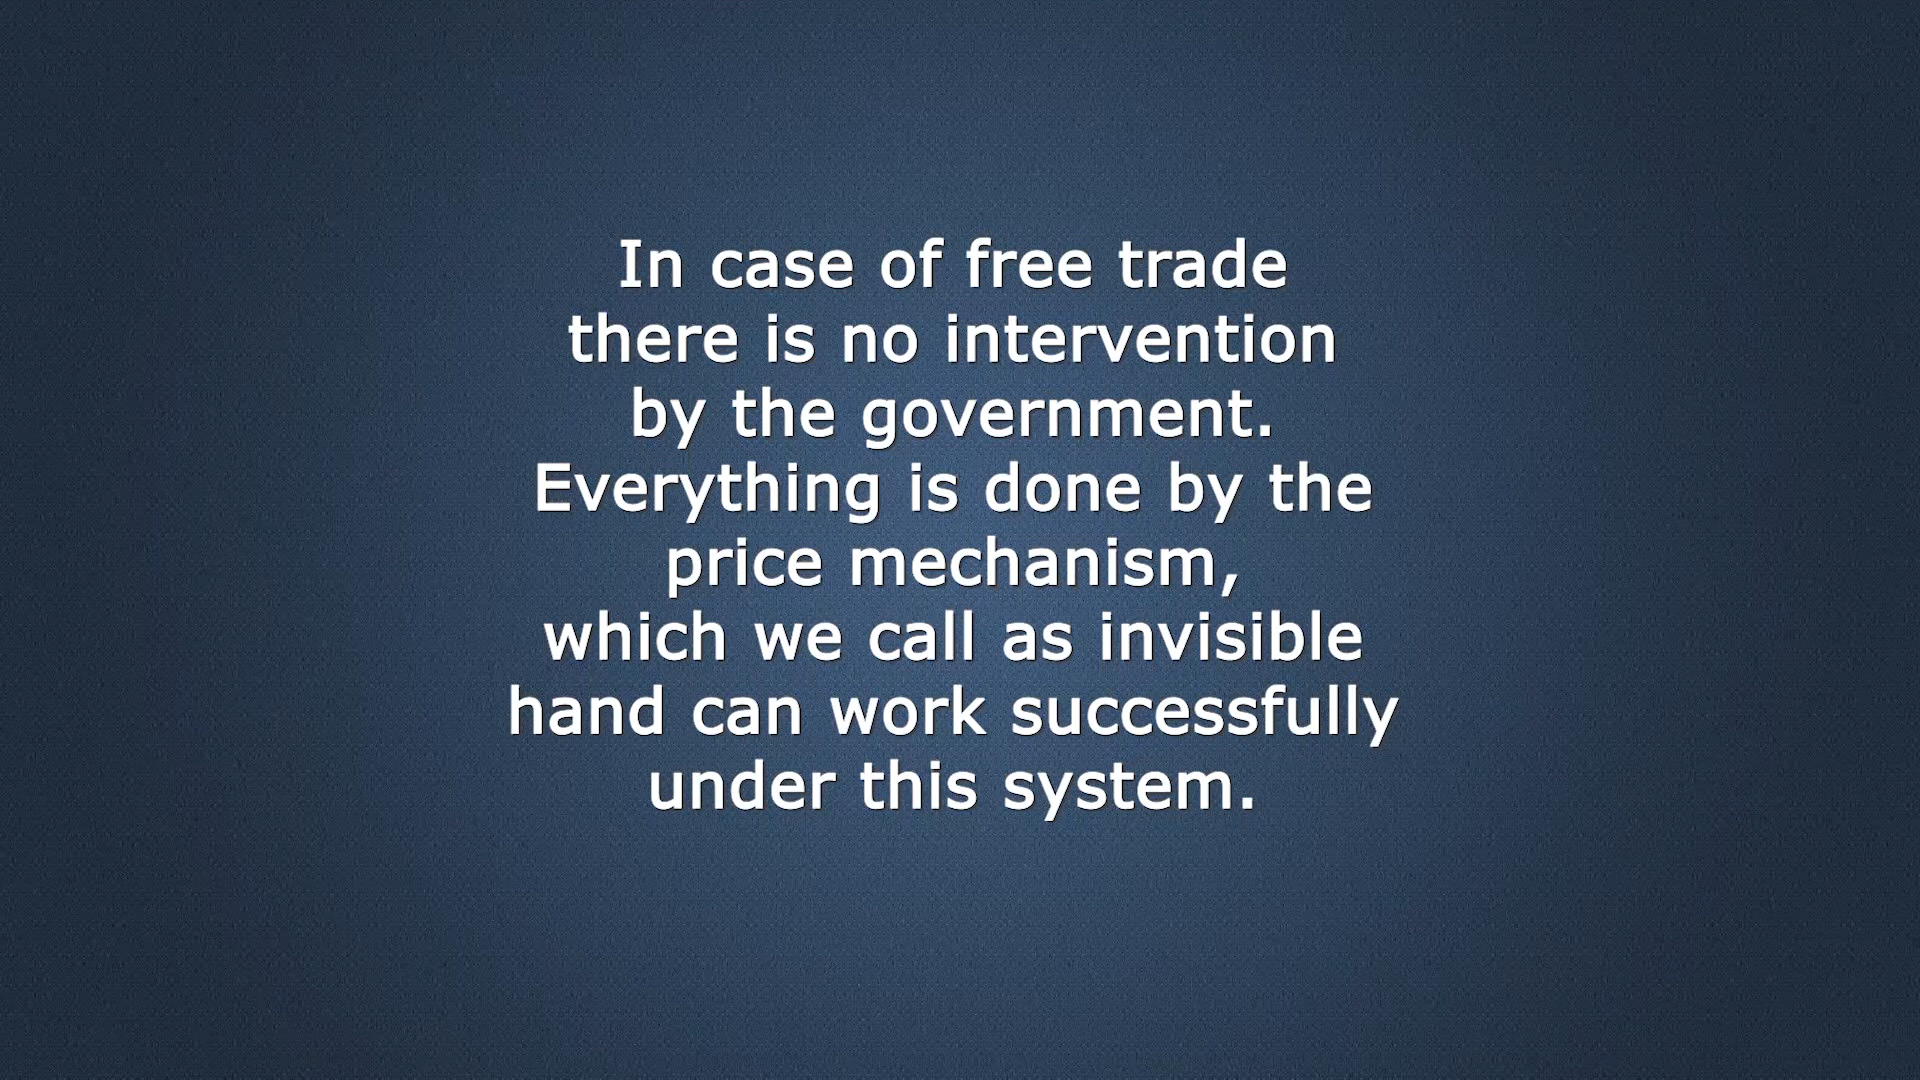 In case of free trade
there is no intervention
by the government.
Everything is done by the
price mechanism,
which we call as invisible
hand can work successfully
under this system.